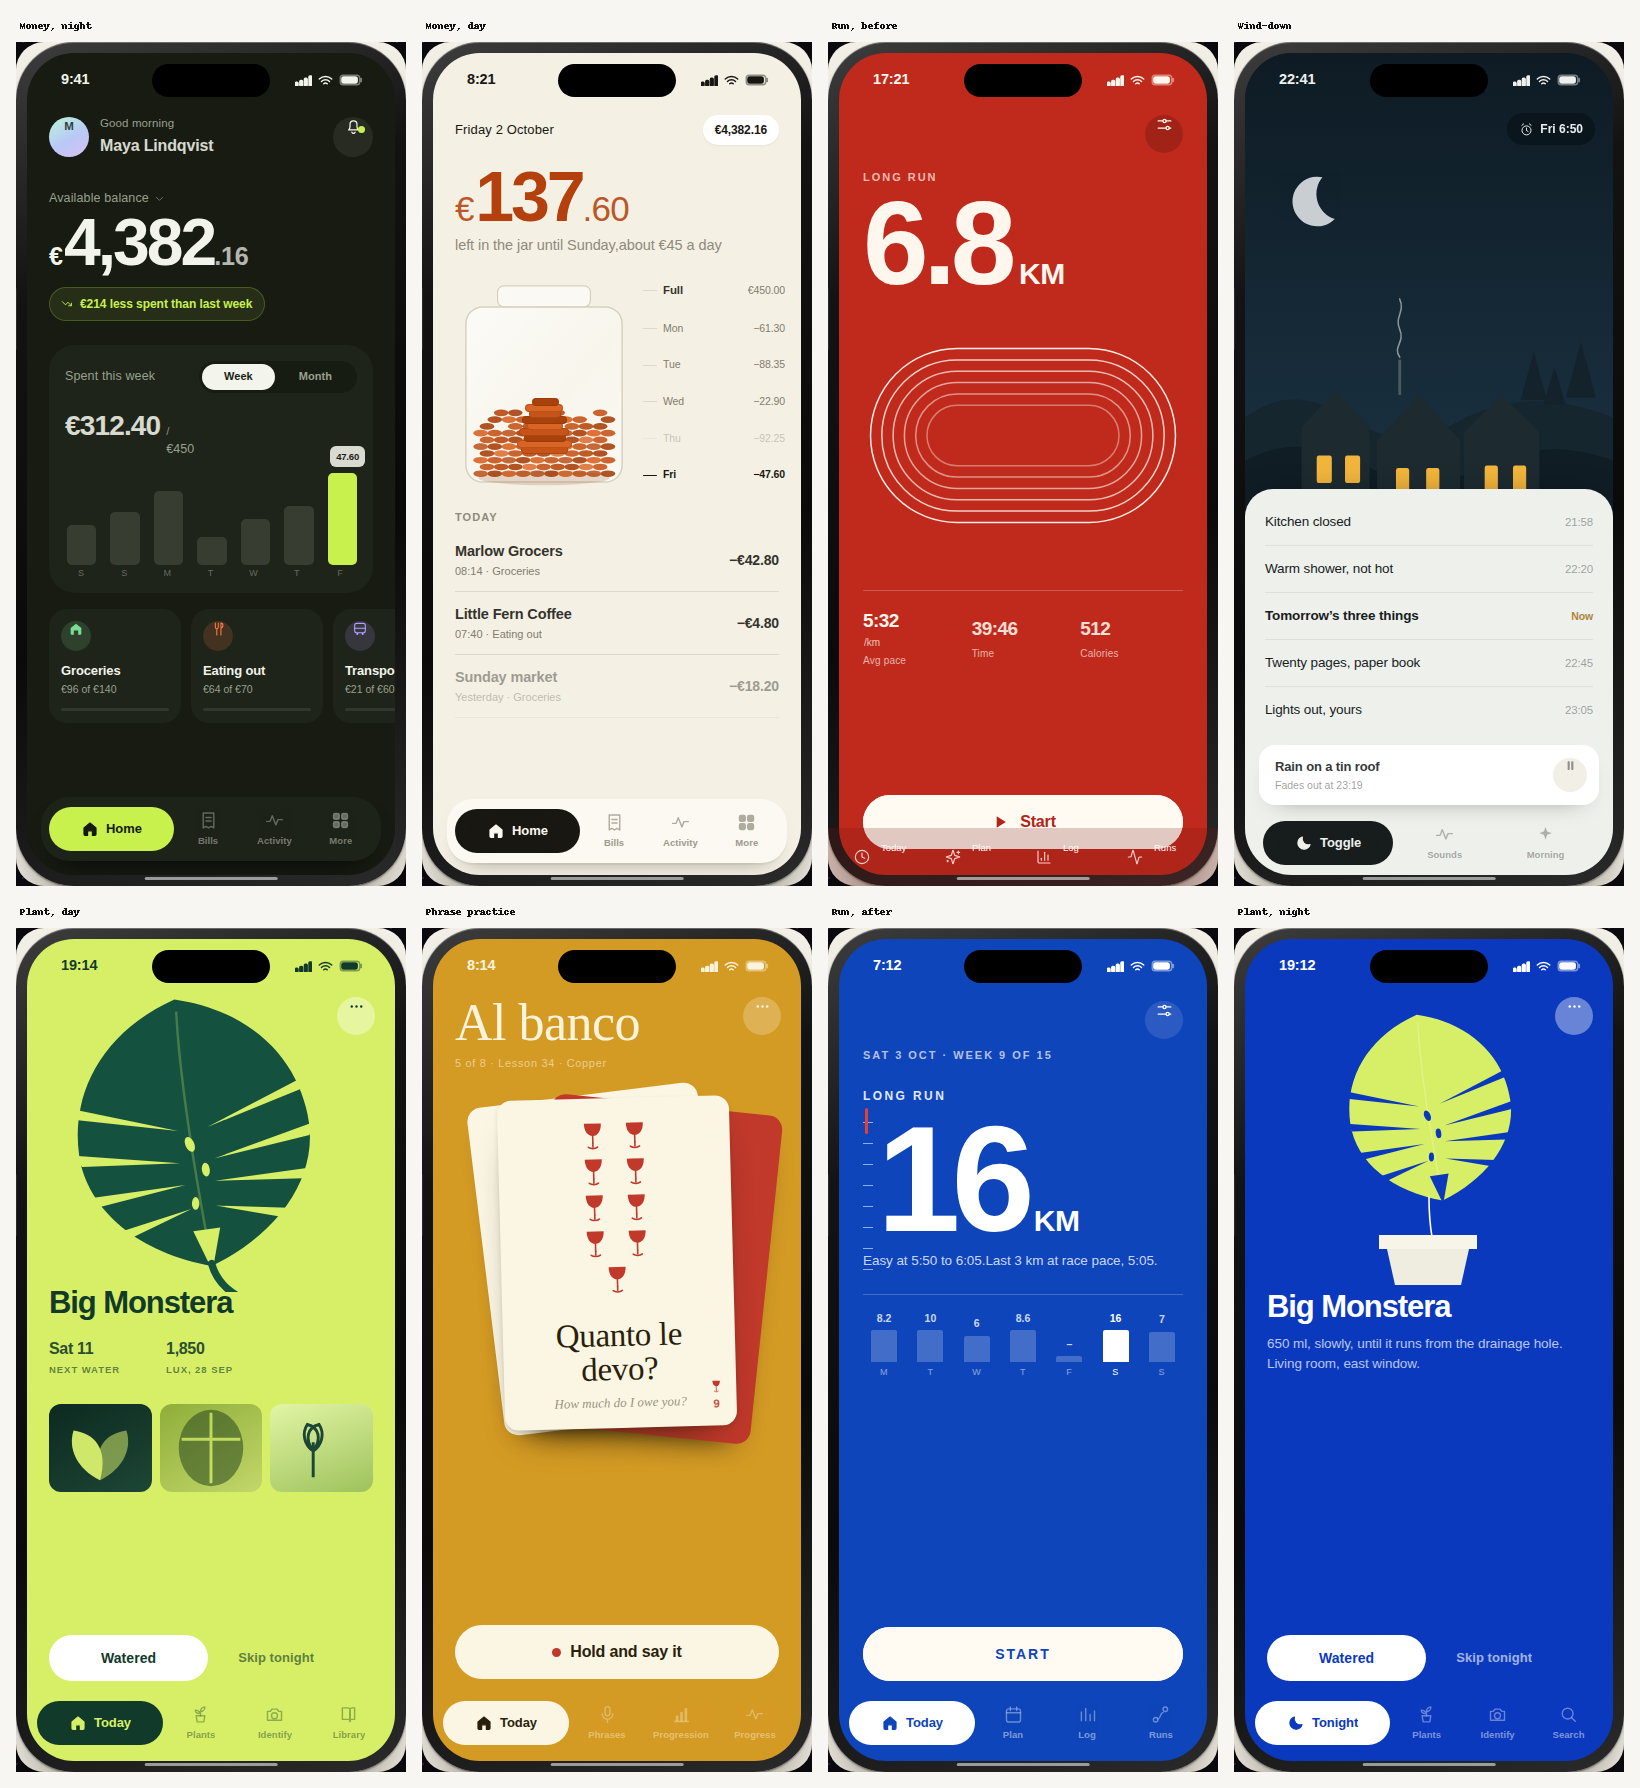 Money, night
9:41
M
Good morning
Maya Lindqvist
Available balance
€4,382.16
€214 less spent than last week
Spent this week
Week
Month
€312.40 / €450
47.60
S S M T W T F
Groceries
€96 of €140
Eating out
€64 of €70
Transpo
€21 of €60
Home
Bills
Activity
More
Money, day
8:21
Friday 2 October
€4,382.16
€137.60
left in the jar until Sunday,about €45 a day
Full €450.00
Mon −61.30
Tue −88.35
Wed −22.90
Thu −92.25
Fri −47.60
TODAY
Marlow Grocers
08:14 · Groceries
−€42.80
Little Fern Coffee
07:40 · Eating out
−€4.80
Sunday market
Yesterday · Groceries
−€18.20
Home
Bills
Activity
More
Run, before
17:21
LONG RUN
6.8 KM
5:32 /km
Avg pace
39:46
Time
512
Calories
Start
Today
Plan
Log
Runs
Wind-down
22:41
Fri 6:50
Kitchen closed 21:58
Warm shower, not hot 22:20
Tomorrow’s three things Now
Twenty pages, paper book 22:45
Lights out, yours 23:05
Rain on a tin roof
Fades out at 23:19
Toggle
Sounds
Morning
Plant, day
19:14
Big Monstera
Sat 11
NEXT WATER
1,850
LUX, 28 SEP
Watered
Skip tonight
Today
Plants
Identify
Library
Phrase practice
8:14
Al banco
5 of 8 · Lesson 34 · Copper
Quanto le
devo?
How much do I owe you?
9
Hold and say it
Today
Phrases
Progression
Progress
Run, after
7:12
SAT 3 OCT · WEEK 9 OF 15
LONG RUN
16 KM
Easy at 5:50 to 6:05.Last 3 km at race pace, 5:05.
8.2 10 6 8.6 – 16 7
M T W T F S S
START
Today
Plan
Log
Runs
Plant, night
19:12
Big Monstera
650 ml, slowly, until it runs from the drainage hole.
Living room, east window.
Watered
Skip tonight
Tonight
Plants
Identify
Search